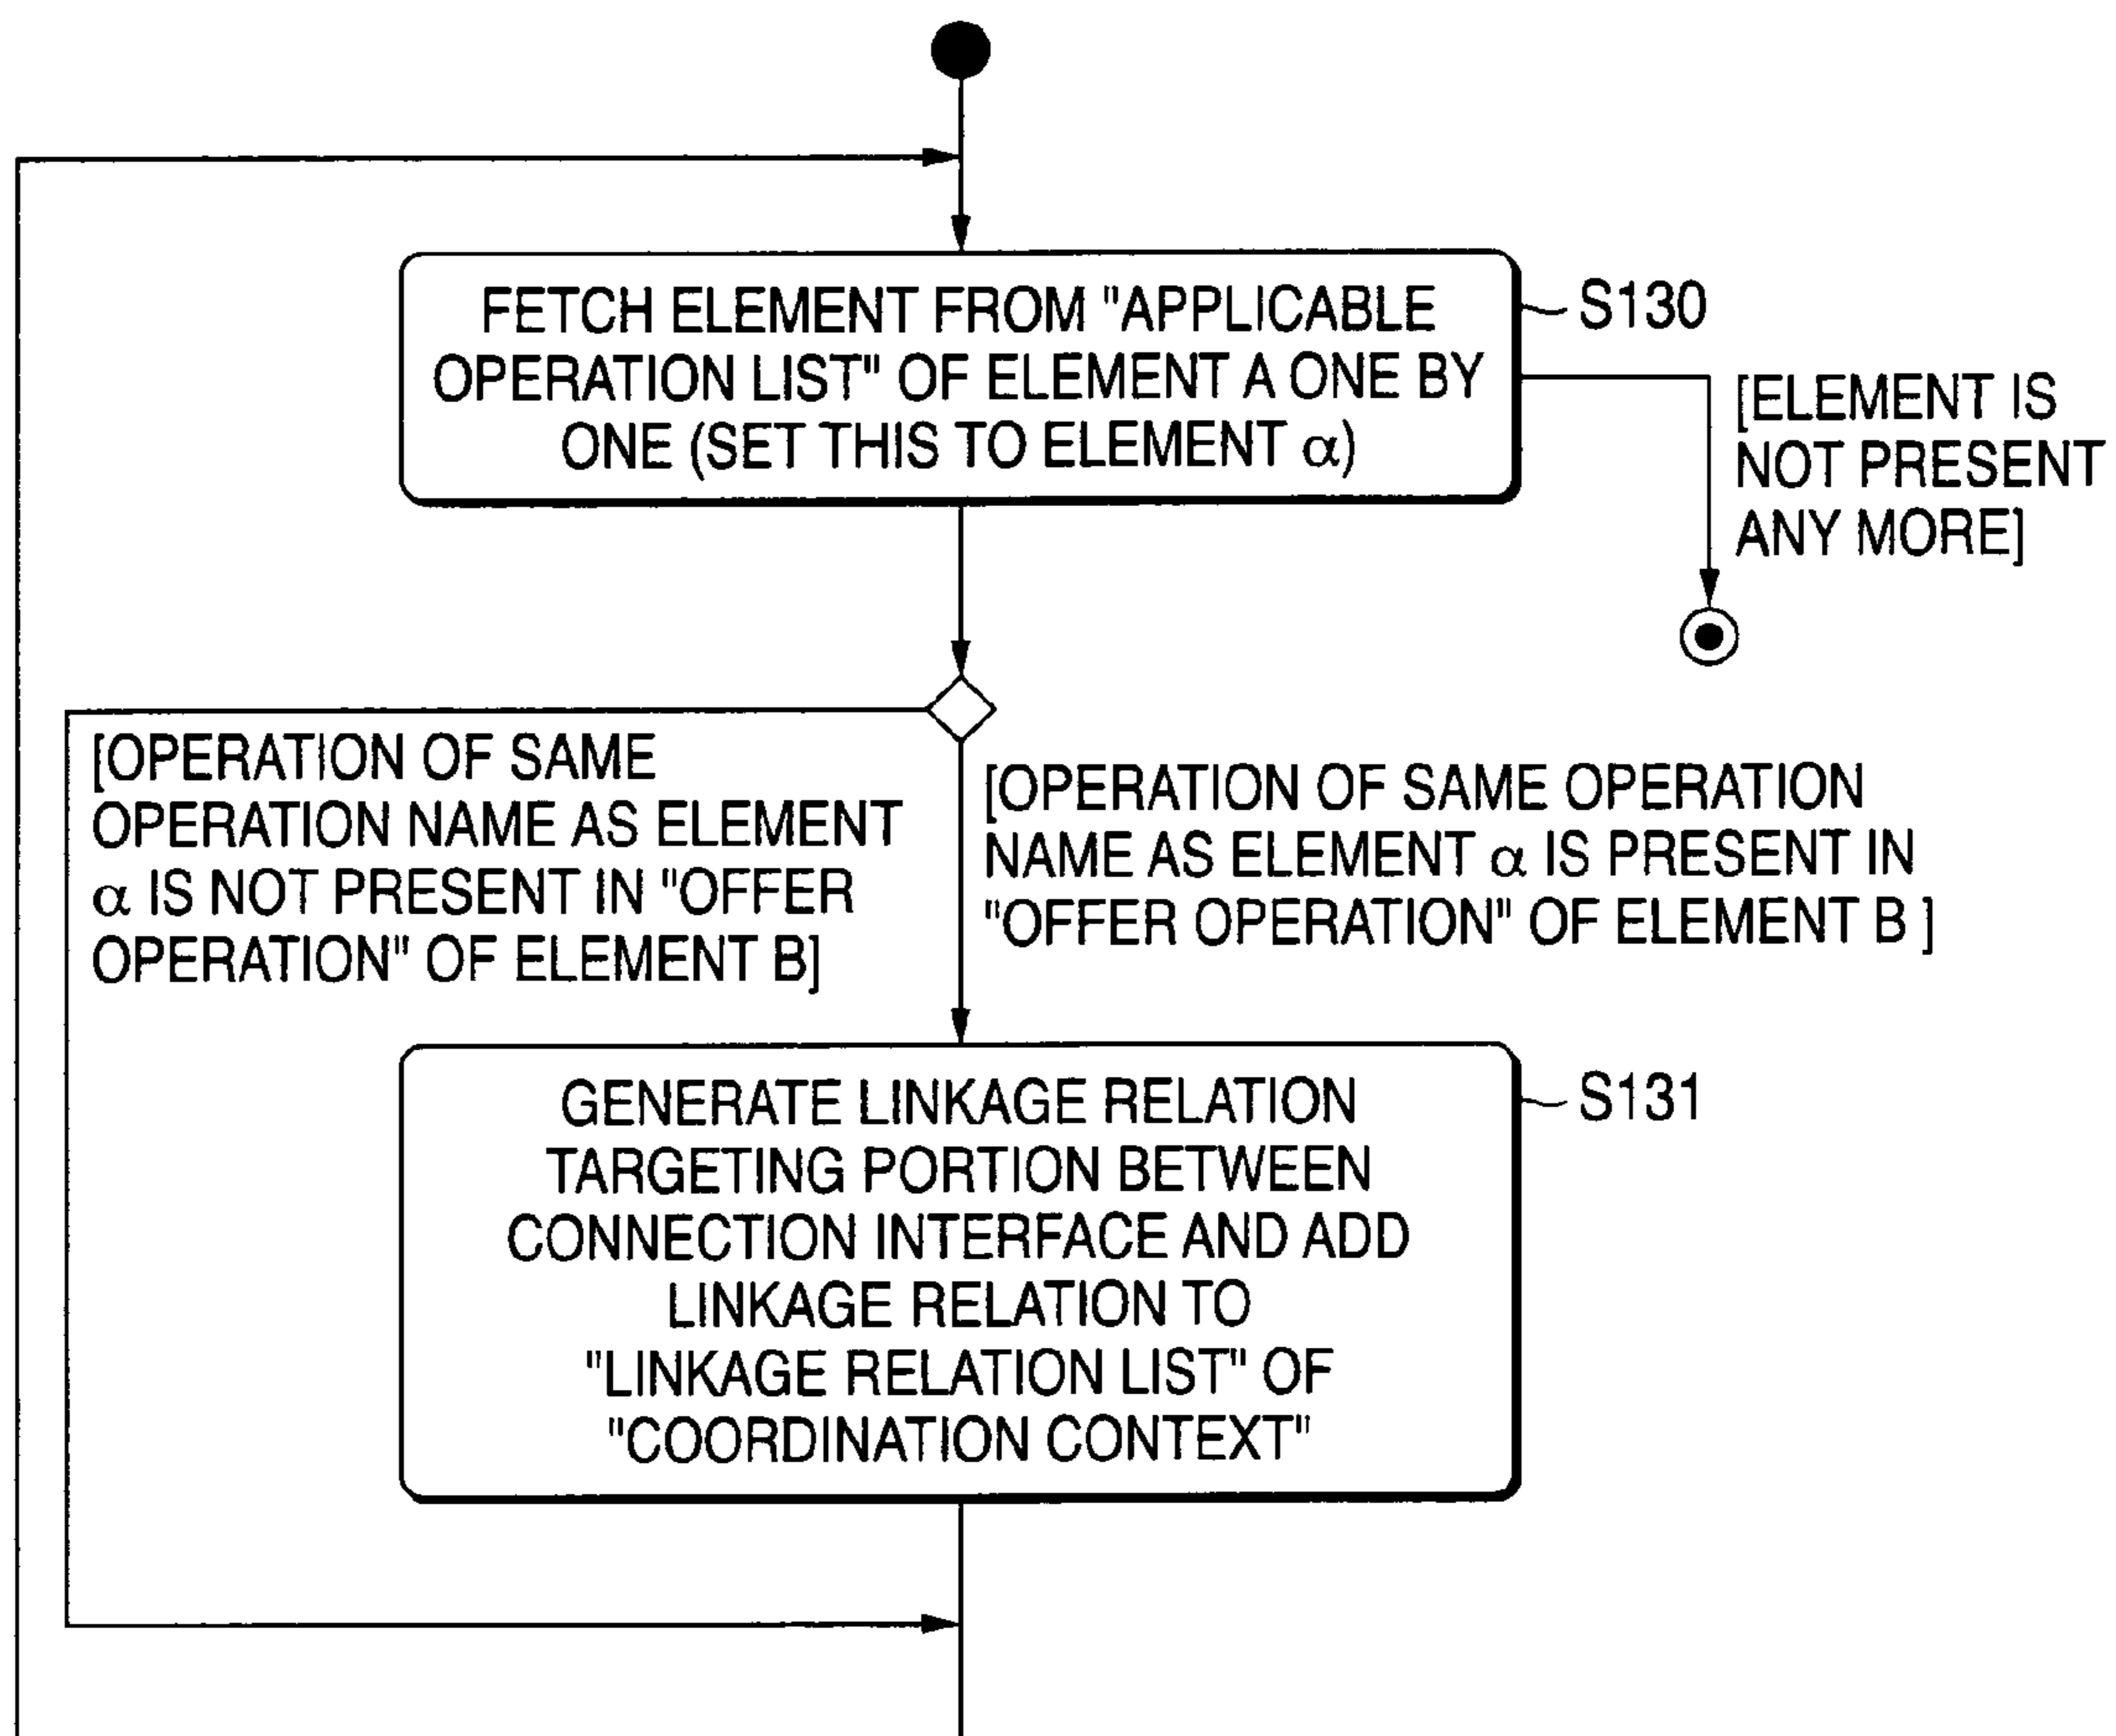 FETCH ELEMENT FROM "APPLICABLE
OPERATION LIST" OF ELEMENT A ONE BY
ONE (SET THIS TO ELEMENT α)
S130
[ELEMENT IS
NOT PRESENT
ANY MORE]
[OPERATION OF SAME
OPERATION NAME AS ELEMENT
α IS NOT PRESENT IN "OFFER
OPERATION" OF ELEMENT B]
[OPERATION OF SAME OPERATION
NAME AS ELEMENT α IS PRESENT IN
"OFFER OPERATION" OF ELEMENT B ]
GENERATE LINKAGE RELATION
TARGETING PORTION BETWEEN
CONNECTION INTERFACE AND ADD
LINKAGE RELATION TO
"LINKAGE RELATION LIST" OF
"COORDINATION CONTEXT"
S131